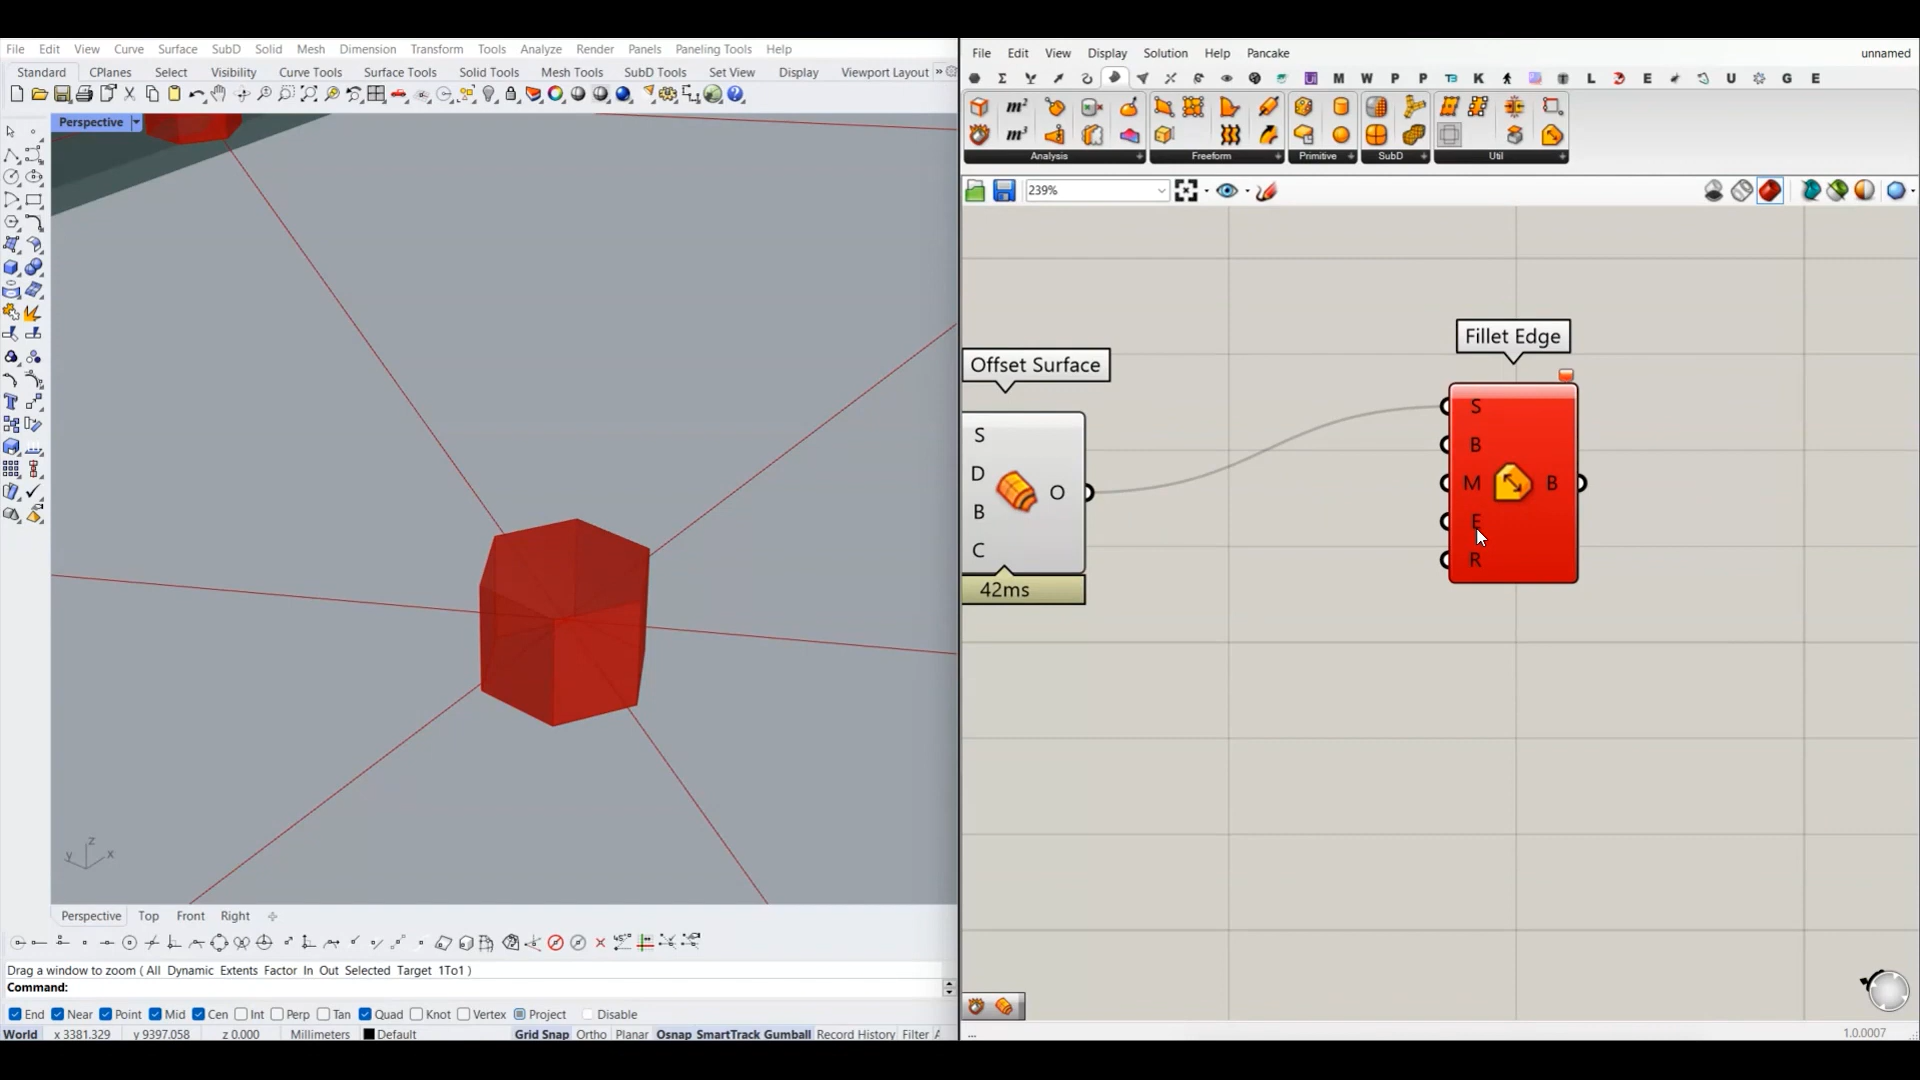 File Edit View Curve Surface SubD Solid Mesh Dimension Transform Tools Analyze Render Panels Paneling Tools Help
Standard CPlanes Select Visibility Curve Tools Surface Tools Solid Tools Mesh Tools SubD Tools Set View Display Viewport Layout »
Perspective
z
y x
Perspective Top Front Right
Drag a window to zoom ( All Dynamic Extents Factor In Out Selected Target 1To1 )
Command:
End Near Point Mid Cen Int Perp Tan Quad Knot Vertex Project Disable
World x 3381.329 y 9397.058 z 0.000 Millimeters Default Grid Snap Ortho Planar Osnap SmartTrack Gumball Record History Filter
File Edit View Display Solution Help Pancake unnamed
M W P P K L E U G E
m² m³
Analysis Freeform Primitive SubD Util
239%
Offset Surface
S
D
B
C
O
42ms
Fillet Edge
S
B
M
E
R
B
1.0.0007